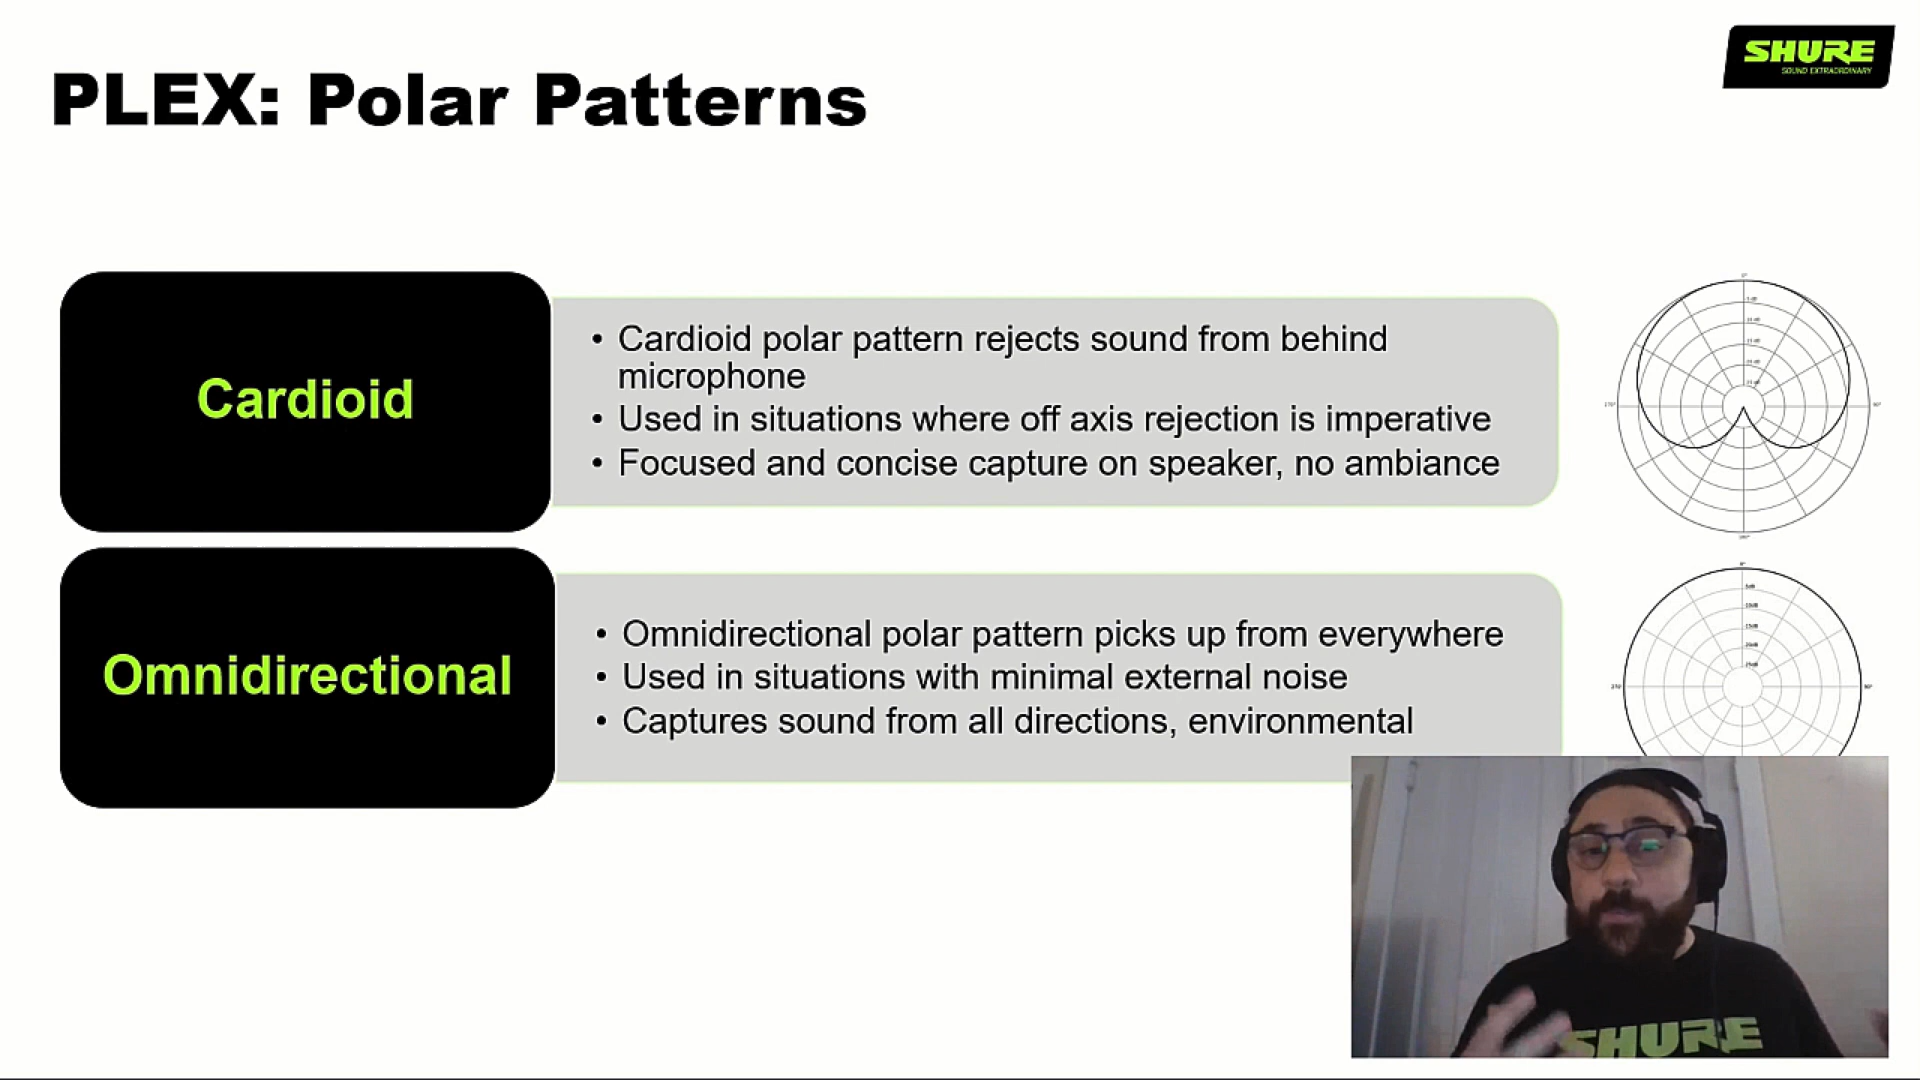 SHURE
SOUND EXTRAORDINARY
PLEX: Polar Patterns
Cardioid
• Cardioid polar pattern rejects sound from behind
microphone
• Used in situations where off axis rejection is imperative
• Focused and concise capture on speaker, no ambiance
Omnidirectional
• Omnidirectional polar pattern picks up from everywhere
• Used in situations with minimal external noise
• Captures sound from all directions, environmental
SHURE